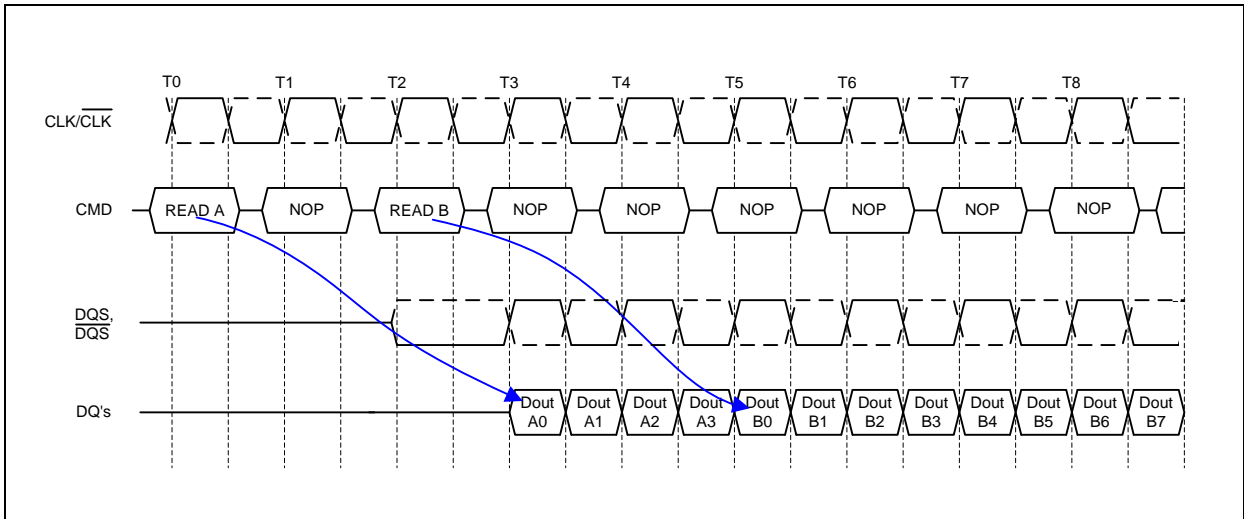 T0 T1 T2 T3 T4 T5 T6 T7 T8
CLK/CLK
CMD READ A NOP READ B NOP NOP NOP NOP NOP NOP
DQS,
DQS
DQ's
Dout Dout Dout Dout Dout Dout Dout Dout Dout Dout Dout Dout
A0 A1 A2 A3 B0 B1 B2 B3 B4 B5 B6 B7